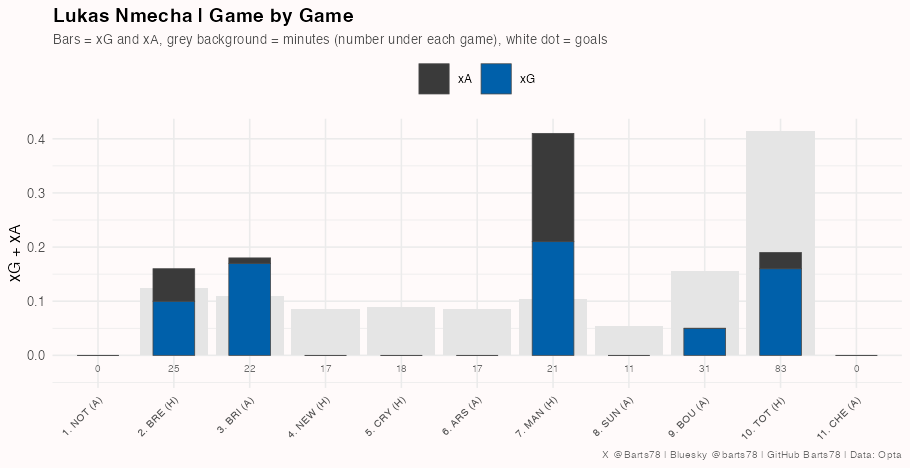 Lukas Nmecha | Game by Game
Bars = xG and xA, grey background = minutes (number under each game), white dot = goals
xA xG
xG + xA
0.4
0.3
0.2
0.1
0.0
0 25 22 17 18 17 21 11 31 83 0
1. NOT (A) 2. BRE (H) 3. BRI (A) 4. NEW (H) 5. CRY (H) 6. ARS (A) 7. MAN (H) 8. SUN (A) 9. BOU (A) 10. TOT (H) 11. CHE (A)
X @Barts78 | Bluesky @barts78 | GitHub Barts78 | Data: Opta